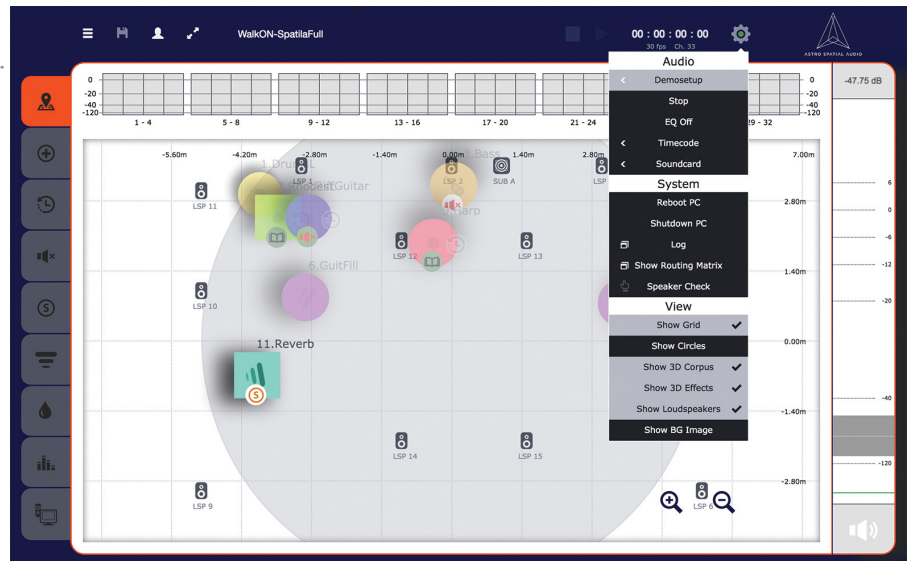 WalkON-SpatilaFull
00 : 00 : 00 : 00
30 fps Ch. 33
ASTRO SPATIAL AUDIO
Audio
Demosetup
Stop
EQ Off
Timecode
Soundcard
System
Reboot PC
Shutdown PC
Log
Show Routing Matrix
Speaker Check
View
Show Grid
Show Circles
Show 3D Corpus
Show 3D Effects
Show Loudspeakers
Show BG Image
-47.75 dB
0
-20
-40
-120
0
-20
-40
-120
1 - 4
5 - 8
9 - 12
13 - 16
17 - 20
21 - 24
29 - 32
-5.60m
-4.20m
-2.80m
-1.40m
0.00m
1.40m
2.80m
7.00m
LSP 1
LSP 2
SUB A
LSP
LSP 11
2.80m
LSP 12
LSP 13
6.GuitFill
1.40m
LSP 10
11.Reverb
0.00m
S
-1.40m
LSP 14
LSP 15
-2.80m
LSP 9
LSP 6
6
0
-6
-12
-20
-40
-120
S